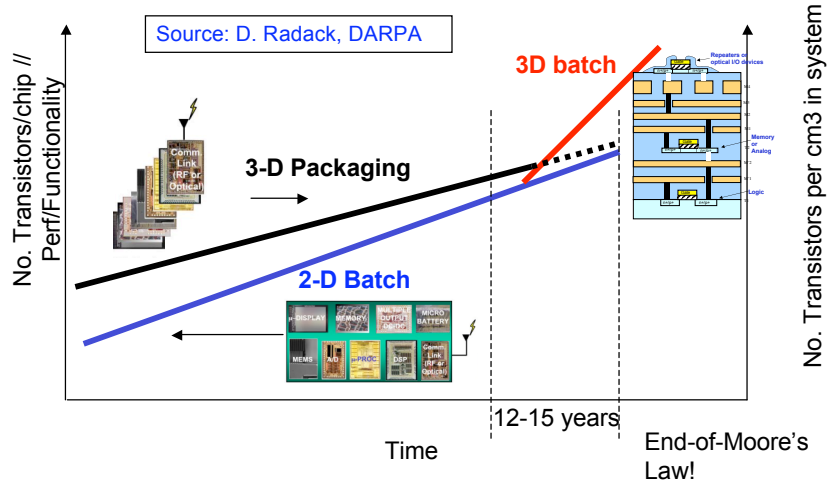 Source: D. Radack, DARPA
No. Transistors/chip //
Perf/Functionality
3D batch
3-D Packaging
Comm.
Link
(RF or
Optical)
2-D Batch
μ-DISPLAY
MEMORY
OUTPUT
MICRO
BATTERY
MEMS
A/D
μ-PROC
DSP
Comm.
Link
(RF or
Optical)
Repeaters or
optical I/O devices
Memory
or
Analog
Logic
No. Transistors per cm3 in system
12-15 years
Time
End-of-Moore's
Law!